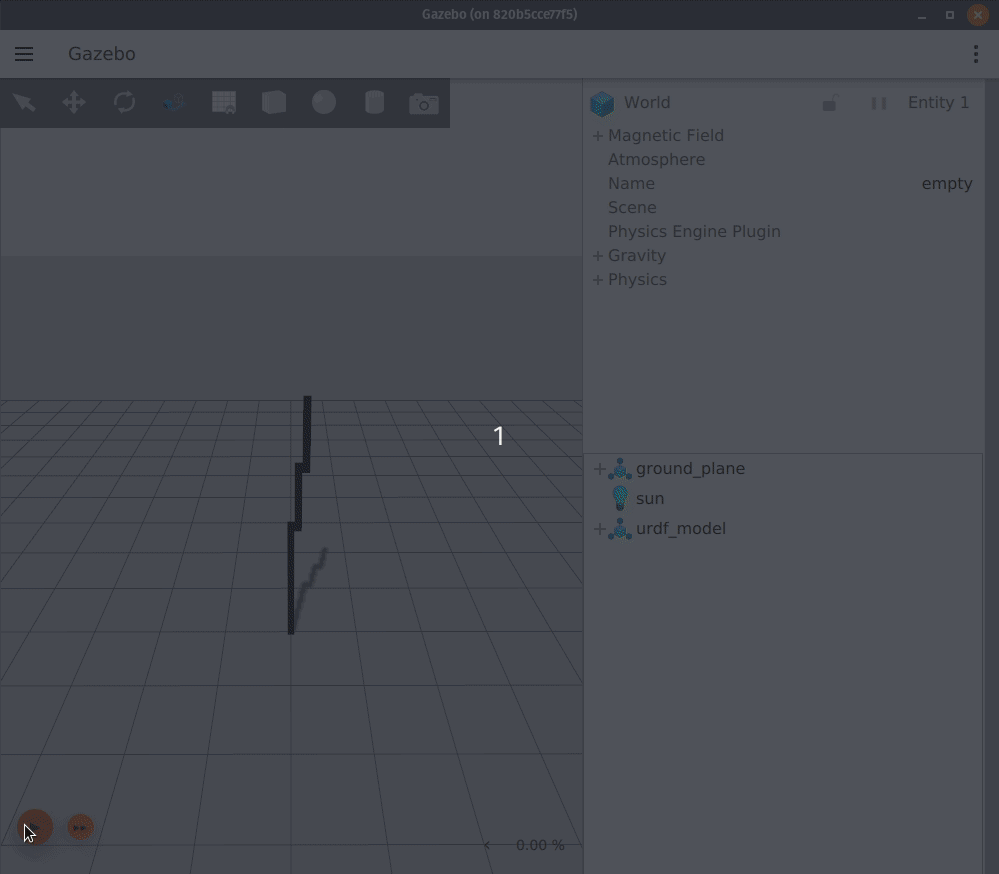 Gazebo (on 820b5cce77f5)
Gazebo
World Entity 1
+ Magnetic Field
Atmosphere
Name empty
Scene
Physics Engine Plugin
+ Gravity
+ Physics
1
+ ground_plane
sun
+ urdf_model
< 0.00 %